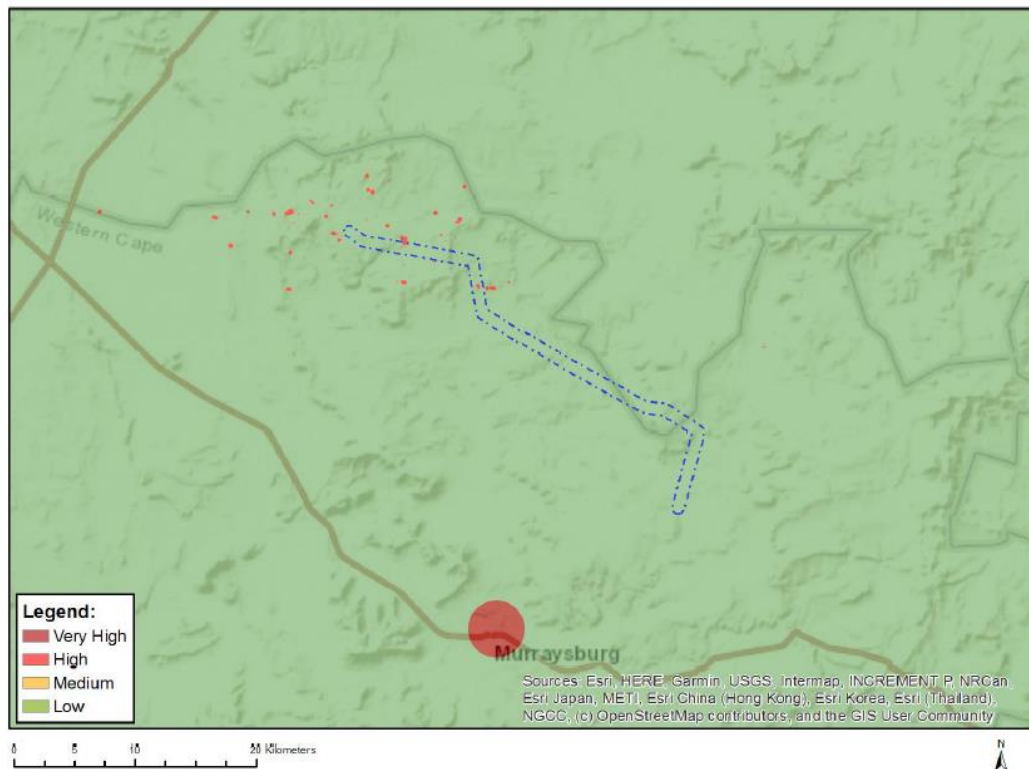 Western Cape
Murraysburg
Legend:
Very High
High
Medium
Low
Sources: Esri, HERE, Garmin, USGS, Intermap, INCREMENT P, NRCan,
Esri Japan, METI, Esri China (Hong Kong), Esri Korea, Esri (Thailand),
NGCC, (c) OpenStreetMap contributors, and the GIS User Community
0 5 10 20 Kilometers
N